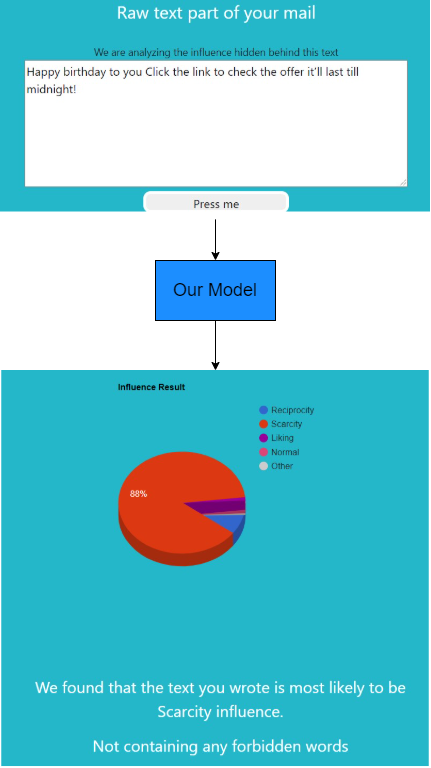 Raw text part of your mail
We are analyzing the influence hidden behind this text
Happy birthday to you Click the link to check the offer it'll last till
midnight!
Press me
Our Model
Influence Result
Reciprocity
Scarcity
Liking
Normal
Other
88%
We found that the text you wrote is most likely to be
Scarcity influence.
Not containing any forbidden words